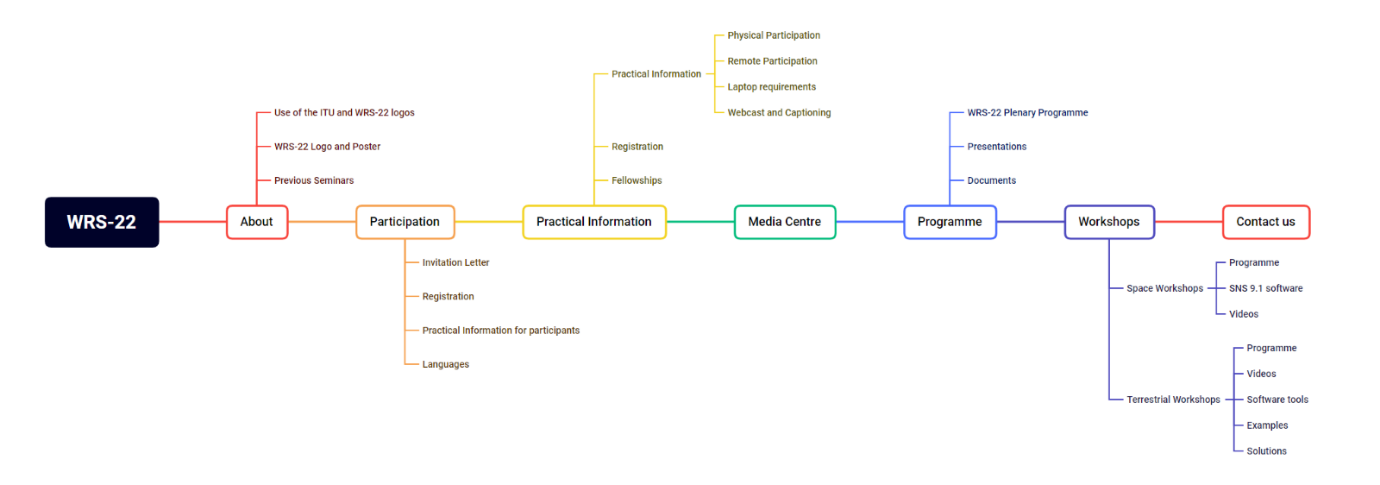 WRS-22
About
Use of the ITU and WRS-22 logos
WRS-22 Logo and Poster
Previous Seminars
Participation
Invitation Letter
Registration
Practical Information for participants
Languages
Practical Information
Practical Information
Physical Participation
Remote Participation
Laptop requirements
Webcast and Captioning
Registration
Fellowships
Media Centre
Programme
WRS-22 Plenary Programme
Presentations
Documents
Workshops
Space Workshops
Programme
SNS 9.1 software
Videos
Terrestrial Workshops
Programme
Videos
Software tools
Examples
Solutions
Contact us